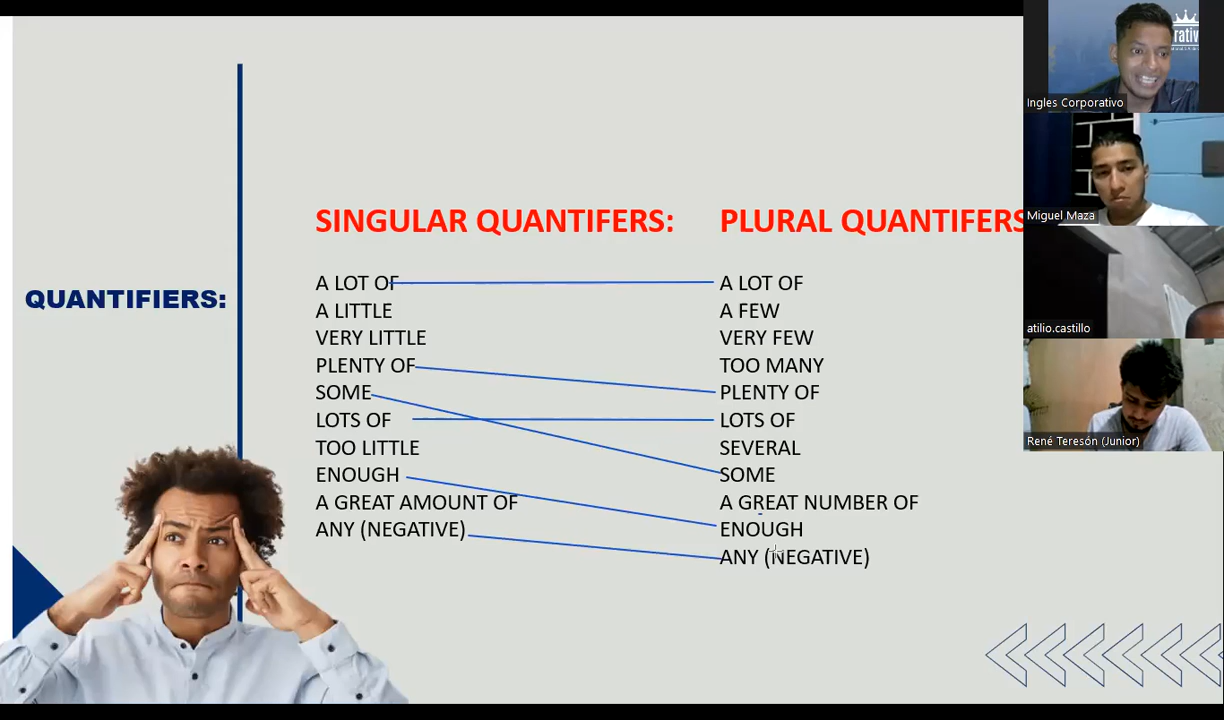 QUANTIFIERS:
SINGULAR QUANTIFERS:
A LOT OF
A LITTLE
VERY LITTLE
PLENTY OF
SOME
LOTS OF
TOO LITTLE
ENOUGH
A GREAT AMOUNT OF
ANY (NEGATIVE)
PLURAL QUANTIFERS
A LOT OF
A FEW
VERY FEW
TOO MANY
PLENTY OF
LOTS OF
SEVERAL
SOME
A GREAT NUMBER OF
ENOUGH
ANY (NEGATIVE)
Ingles Corporativo
Miguel Maza
atilio.castillo
René Teresón (Junior)